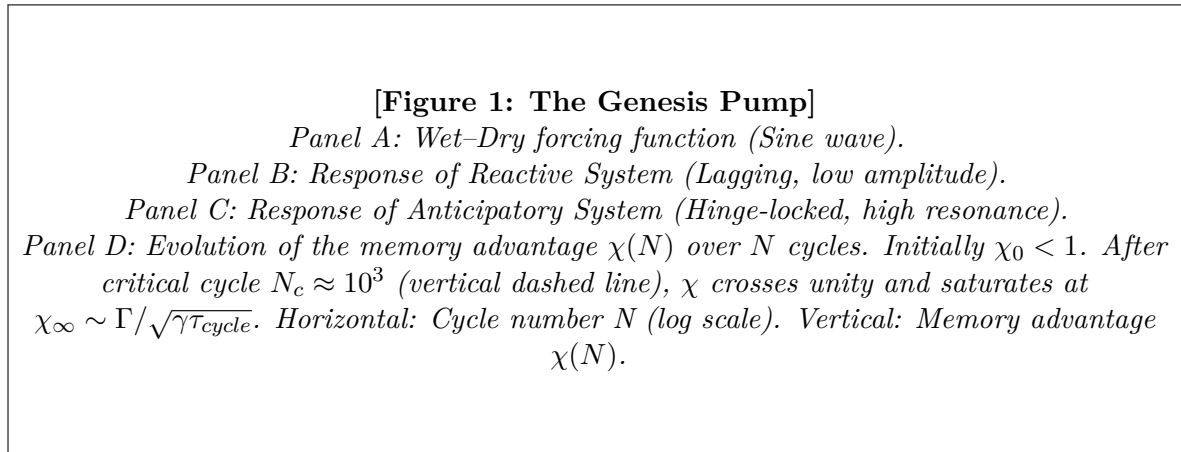 [Figure 1: The Genesis Pump]
Panel A: Wet–Dry forcing function (Sine wave).
Panel B: Response of Reactive System (Lagging, low amplitude).
Panel C: Response of Anticipatory System (Hinge-locked, high resonance).
Panel D: Evolution of the memory advantage χ(N) over N cycles. Initially χ₀ < 1. After
critical cycle N_c ≈ 10³ (vertical dashed line), χ crosses unity and saturates at
χ_∞ ∼ Γ/√(γτ_cycle). Horizontal: Cycle number N (log scale). Vertical: Memory advantage
χ(N).